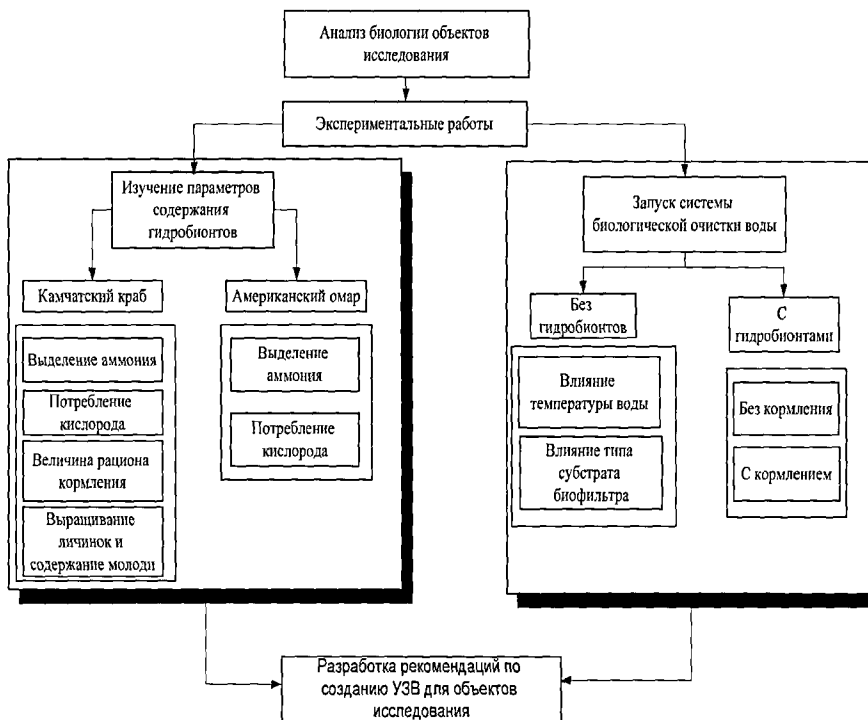 Анализ биологии объектов
исследования
Экспериментальные работы
Изучение параметров
содержания
гидробионтов
Камчатский краб
Выделение аммония
Потребление
кислорода
Величина рациона
кормления
Выращивание
личинок и
содержание молоди
Американский омар
Выделение
аммония
Потребление
кислорода
Запуск системы
биологической очистки воды
Без
гидробионтов
Влияние
температуры воды
Влияние типа
субстрата
биофильтра
С
гидробионтами
Без кормления
С кормлением
Разработка рекомендаций по
созданию УЗВ для объектов
исследования